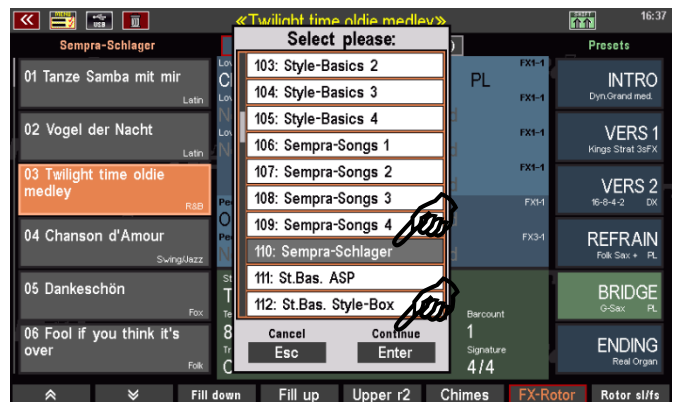 MENU
USB
«Twilight time oldie medley»
SHIFT
16:37
Sempra-Schlager
Presets
01 Tanze Samba mit mir
Latin
02 Vogel der Nacht
Latin
03 Twilight time oldie
medley
R&B
04 Chanson d'Amour
Swing/Jazz
05 Dankeschön
Fox
06 Fool if you think it's
over
Folk
Select please:
103: Style-Basics 2
104: Style-Basics 3
105: Style-Basics 4
106: Sempra-Songs 1
107: Sempra-Songs 2
108: Sempra-Songs 3
109: Sempra-Songs 4
110: Sempra-Schlager
111: St.Bas. ASP
112: St.Bas. Style-Box
Cancel
Continue
Esc
Enter
FX1-1
PL
FX1-1
FX1-1
FX1-1
FX1-1
FX3-1
Barcount
1
Signature
4/4
INTRO
Dyn.Grand med.
VERS 1
Kings Strat 3sFX
VERS 2
16-8-4-2 DX
REFRAIN
Folk Sax + PL
BRIDGE
G-Sax PL
ENDING
Real Organ
Fill down
Fill up
Upper r2
Chimes
FX-Rotor
Rotor sl/fs